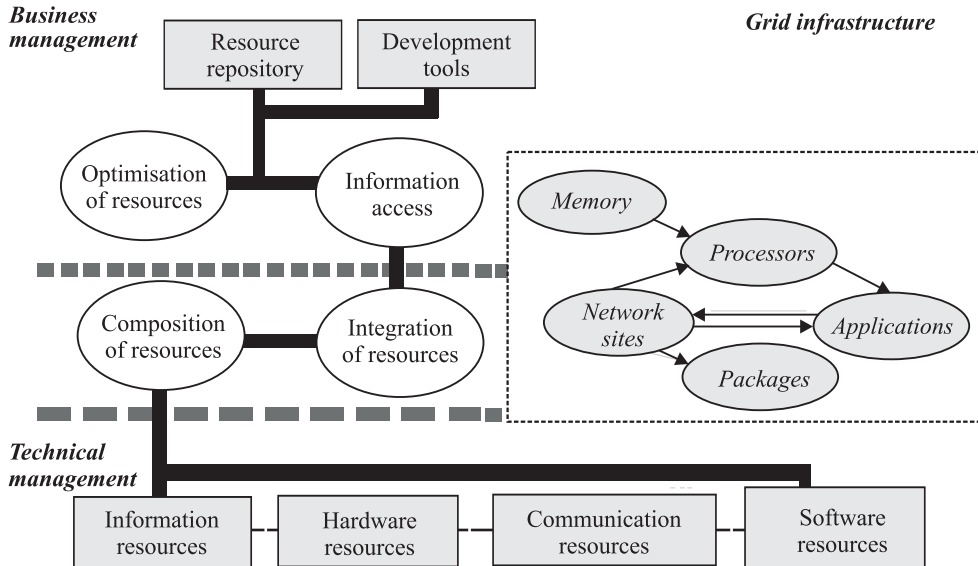 Business
management
Grid infrastructure
Resource
repository
Development
tools
Optimisation
of resources
Information
access
Memory
Processors
Network
sites
Applications
Packages
Composition
of resources
Integration
of resources
Technical
management
Information
resources
Hardware
resources
Communication
resources
Software
resources